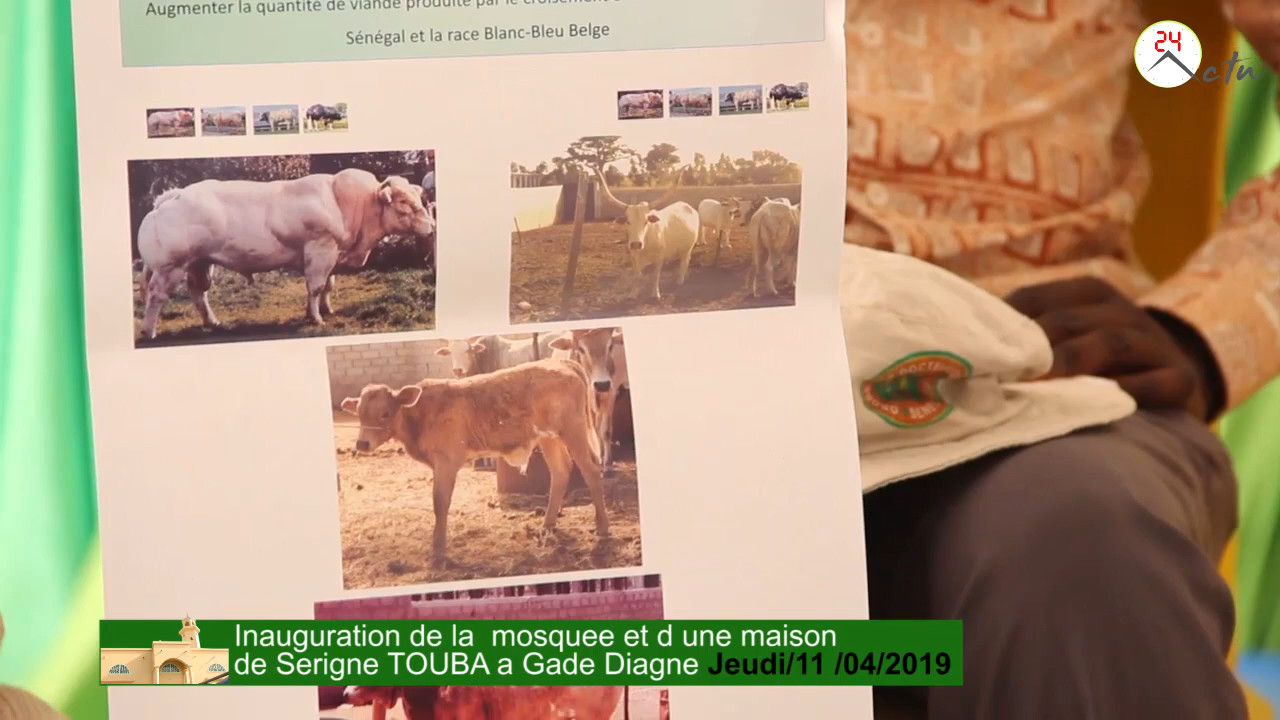 Augmenter la quantité de viande produite par le croisement
Sénégal et la race Blanc-Bleu Belge
24
Actu
Inauguration de la mosquee et d une maison
de Serigne TOUBA a Gade Diagne Jeudi/11 /04/2019